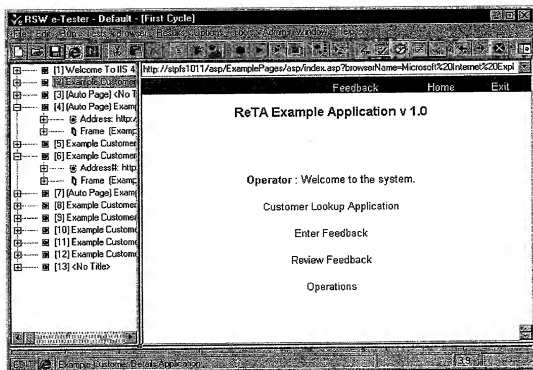 RSW e-Tester - Default - [First Cycle]
[1] Welcome To IIS 4
[2] Example Customer
[3] (Auto Page) <No T
[4] (Auto Page) Examp
Address: http:/
Frame (Examp
[5] Example Customer
[6] Example Customer
Address#: http:
Frame (Examp
[7] (Auto Page) Examp
[8] Example Customer
[9] Example Customer
[10] Example Custome
[11] Example Custome
[12] Example Custome
[13] <No Title>
http://stpfs1011/asp/ExamplePages/asp/index.asp?browserName=Microsoft%20Internet%20Expl
Feedback Home Exit
ReTA Example Application v 1.0
Operator : Welcome to the system.
Customer Lookup Application
Enter Feedback
Review Feedback
Operations
Example Customer Details Application